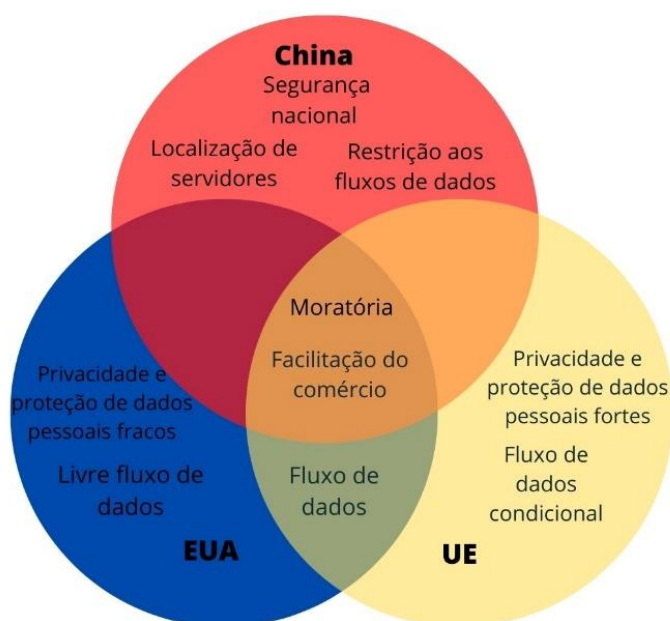 China
Segurança
nacional
Localização de
servidores
Restrição aos
fluxos de dados
Moratória
Facilitação do
comércio
Privacidade e
proteção de dados
pessoais fracos
Livre fluxo de
dados
Fluxo de
dados
Privacidade e
proteção de dados
pessoais fortes
Fluxo de
dados
condicional
EUA
UE